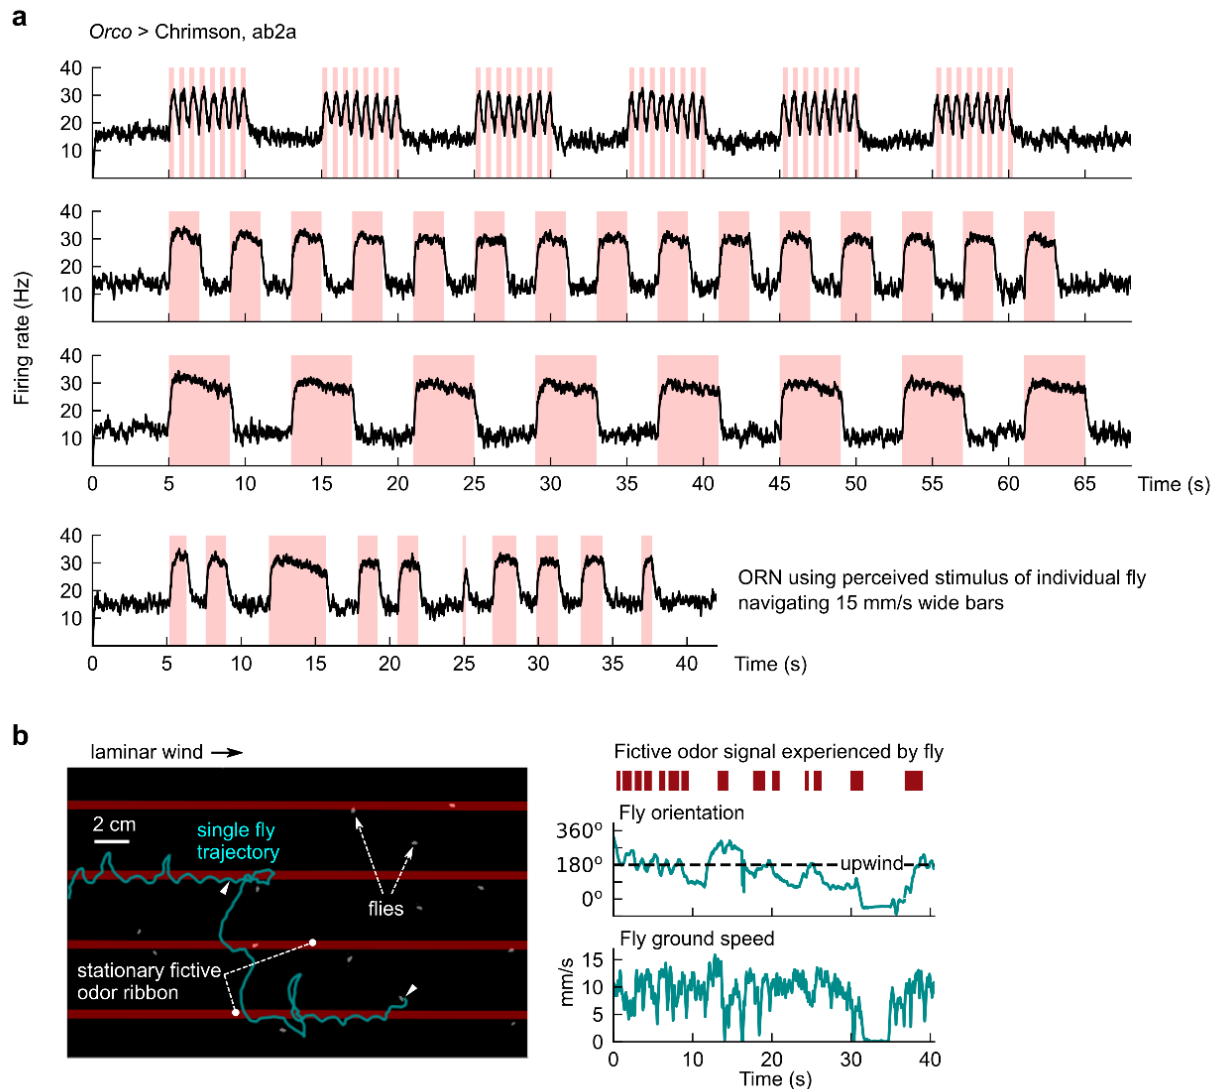 a
Orco > Chrimson, ab2a
40
30
20
10
40
30
20
10
40
30
20
10
Firing rate (Hz)
0 5 10 15 20 25 30 35 40 45 50 55 60 65 Time (s)
40
30
20
10
0 5 10 15 20 25 30 35 40 Time (s)
ORN using perceived stimulus of individual fly
navigating 15 mm/s wide bars
b
laminar wind
2 cm
single fly
trajectory
flies
stationary fictive
odor ribbon
Fictive odor signal experienced by fly
Fly orientation
360°
180°
0°
upwind
Fly ground speed
mm/s
15
10
5
0
0 10 20 30 40
Time (s)